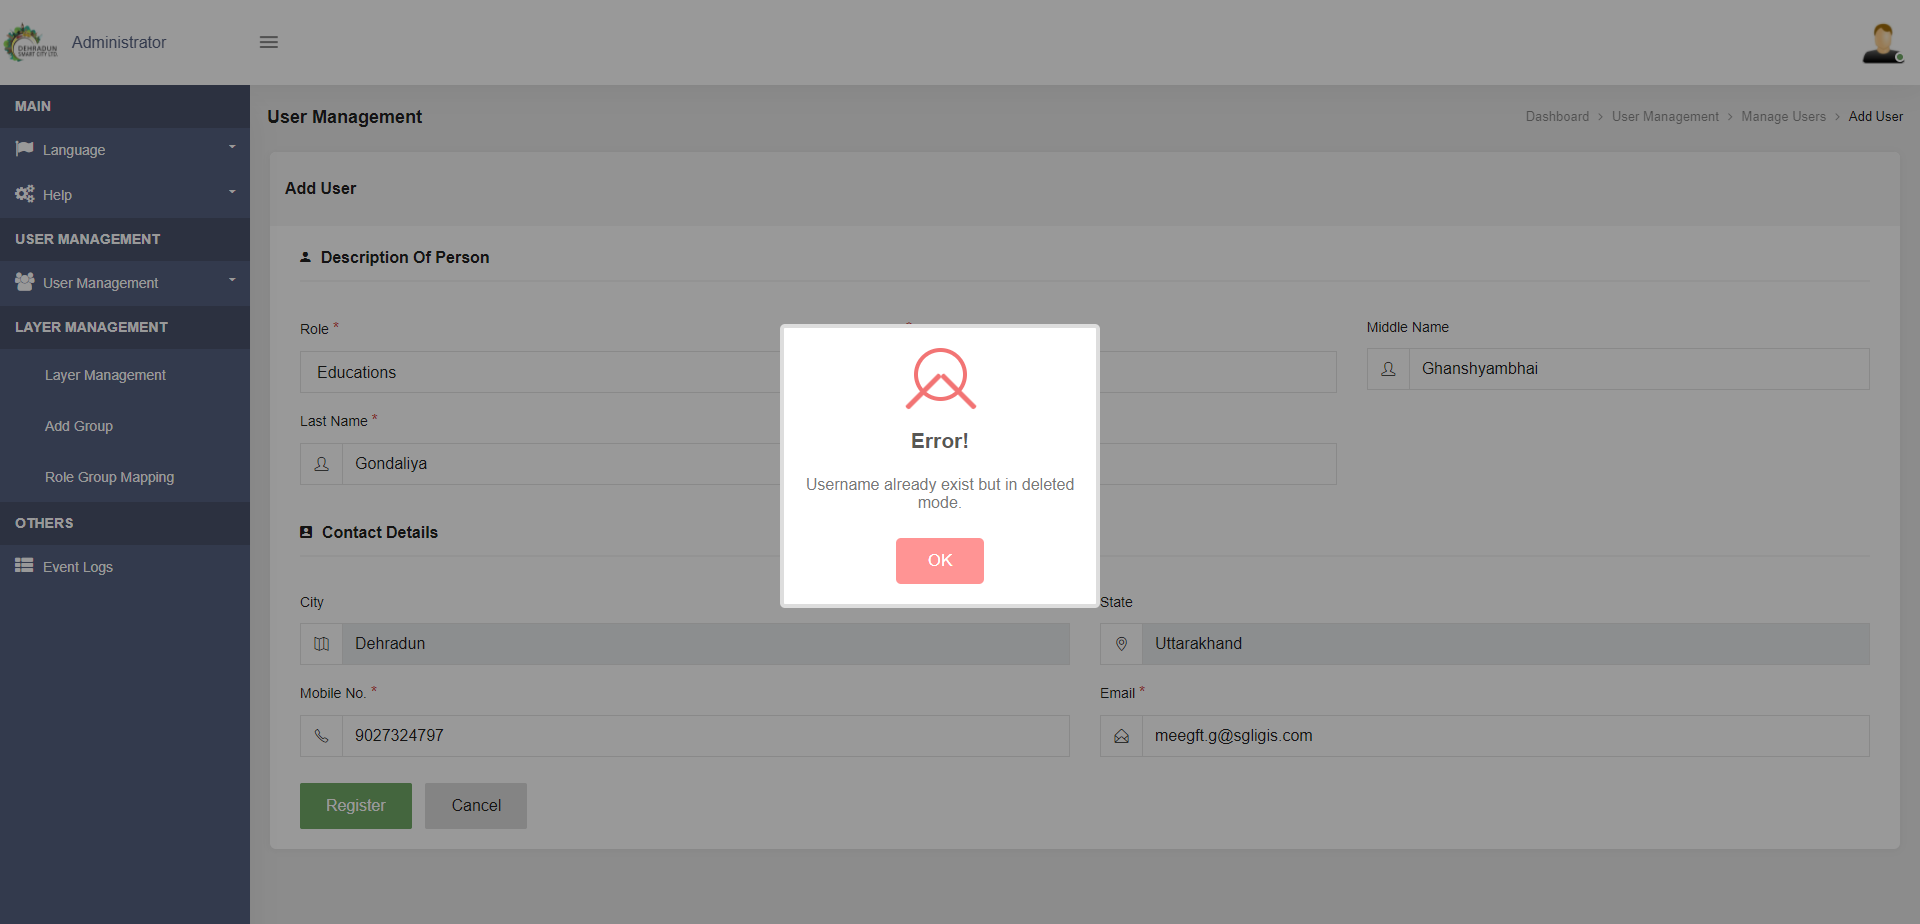 DEHRADUN
SMART CITY LTD.
Administrator
MAIN
Language
Help
USER MANAGEMENT
User Management
LAYER MANAGEMENT
Layer Management
Add Group
Role Group Mapping
OTHERS
Event Logs
User Management
Dashboard > User Management > Manage Users > Add User
Add User
Description Of Person
Role *
Middle Name
Educations
Ghanshyambhai
Last Name *
Gondaliya
Error!
Username already exist but in deleted
mode.
OK
Contact Details
City
State
Dehradun
Uttarakhand
Mobile No. *
Email *
9027324797
meegft.g@sgligis.com
Register
Cancel